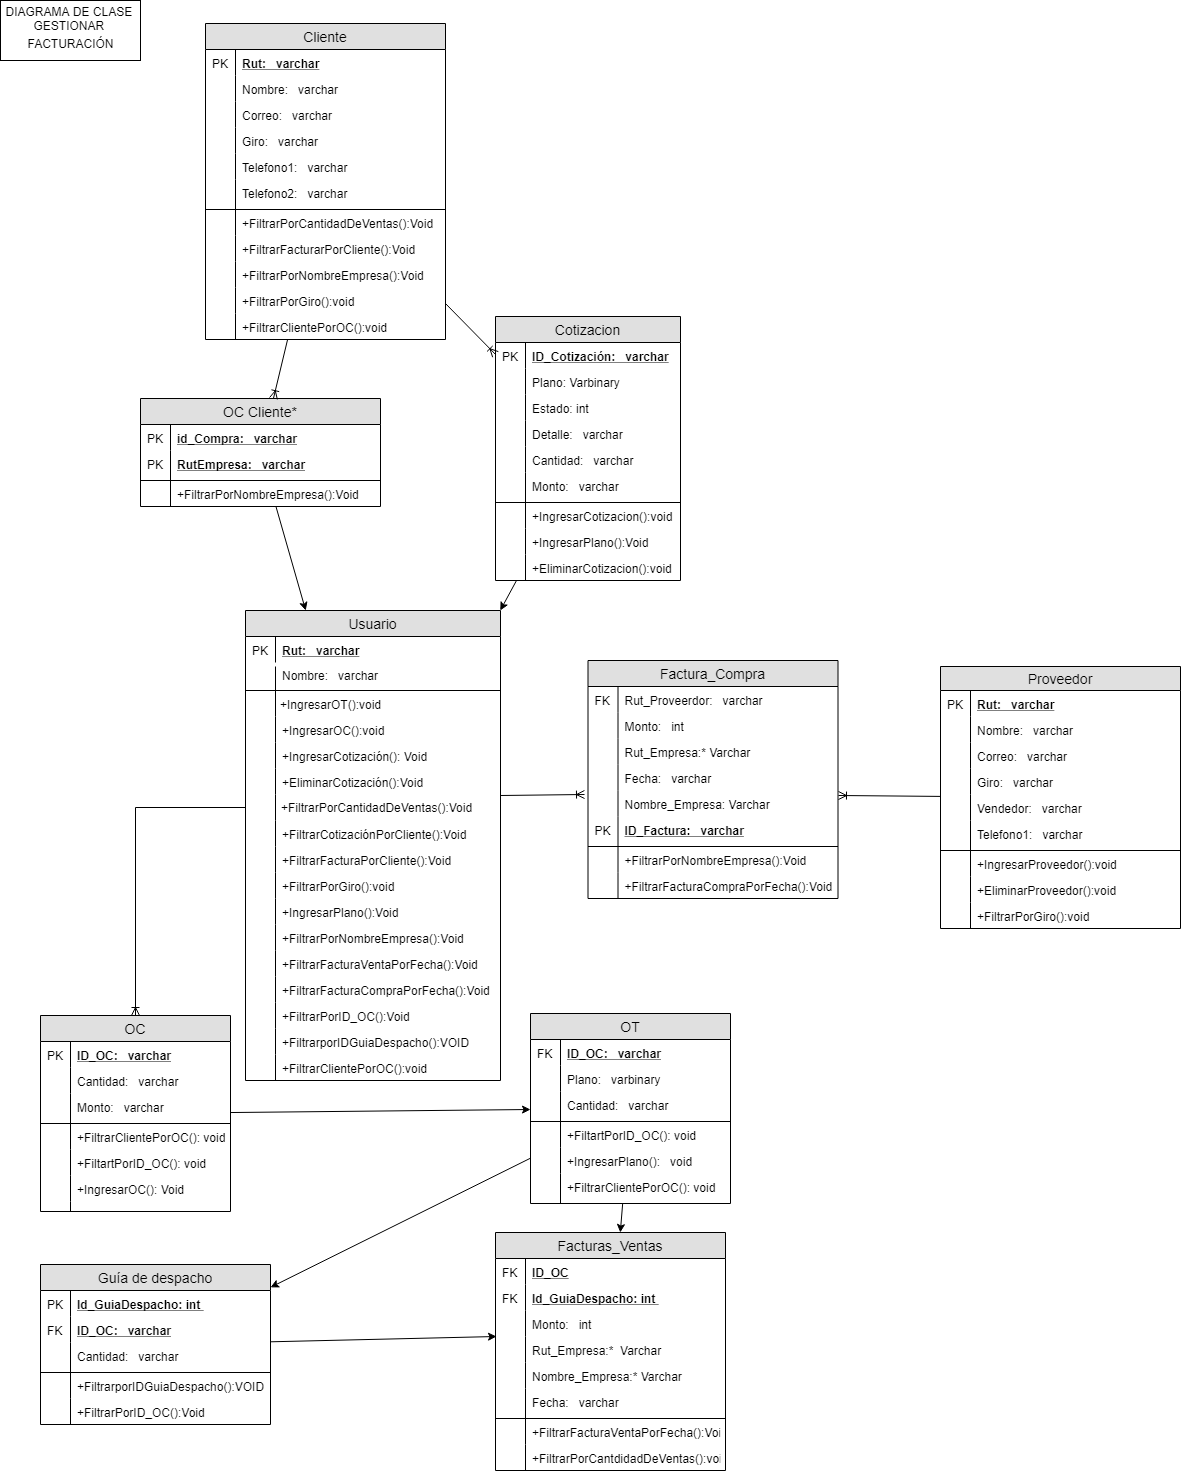 DIAGRAMA DE CLASE
GESTIONAR
FACTURACIÓN
Cliente
PK Rut: varchar
Nombre: varchar
Correo: varchar
Giro: varchar
Telefono1: varchar
Telefono2: varchar
+FiltrarPorCantidadDeVentas():Void
+FiltrarFacturarPorCliente():Void
+FiltrarPorNombreEmpresa():Void
+FiltrarPorGiro():void
+FiltrarClientePorOC():void
Cotizacion
PK ID_Cotización: varchar
Plano: Varbinary
Estado: int
Detalle: varchar
Cantidad: varchar
Monto: varchar
+IngresarCotizacion():void
+IngresarPlano():Void
+EliminarCotizacion():void
OC Cliente*
PK id_Compra: varchar
PK RutEmpresa: varchar
+FiltrarPorNombreEmpresa():Void
Usuario
PK Rut: varchar
Nombre: varchar
+IngresarOT():void
+IngresarOC():void
+IngresarCotización(): Void
+EliminarCotización():Void
+FiltrarPorCantidadDeVentas():Void
+FiltrarCotizaciónPorCliente():Void
+FiltrarFacturaPorCliente():Void
+FiltrarPorGiro():void
+IngresarPlano():Void
+FiltrarPorNombreEmpresa():Void
+FiltrarFacturaVentaPorFecha():Void
+FiltrarFacturaCompraPorFecha():Void
+FiltrarPorID_OC():Void
+FiltrarporIDGuiaDespacho():VOID
+FiltrarClientePorOC():void
Factura_Compra
FK Rut_Proveerdor: varchar
Monto: int
Rut_Empresa:* Varchar
Fecha: varchar
Nombre_Empresa: Varchar
PK ID_Factura: varchar
+FiltrarPorNombreEmpresa():Void
+FiltrarFacturaCompraPorFecha():Void
Proveedor
PK Rut: varchar
Nombre: varchar
Correo: varchar
Giro: varchar
Vendedor: varchar
Telefono1: varchar
+IngresarProveedor():void
+EliminarProveedor():void
+FiltrarPorGiro():void
OC
PK ID_OC: varchar
Cantidad: varchar
Monto: varchar
+FiltrarClientePorOC(): void
+FiltartPorID_OC(): void
+IngresarOC(): Void
OT
FK ID_OC: varchar
Plano: varbinary
Cantidad: varchar
+FiltartPorID_OC(): void
+IngresarPlano(): void
+FiltrarClientePorOC(): void
Guía de despacho
PK Id_GuiaDespacho: int
FK ID_OC: varchar
Cantidad: varchar
+FiltrarporIDGuiaDespacho():VOID
+FiltrarPorID_OC():Void
Facturas_Ventas
FK ID_OC
FK Id_GuiaDespacho: int
Monto: int
Rut_Empresa:* Varchar
Nombre_Empresa:* Varchar
Fecha: varchar
+FiltrarFacturaVentaPorFecha():Voi
+FiltrarPorCantdidadDeVentas():voi